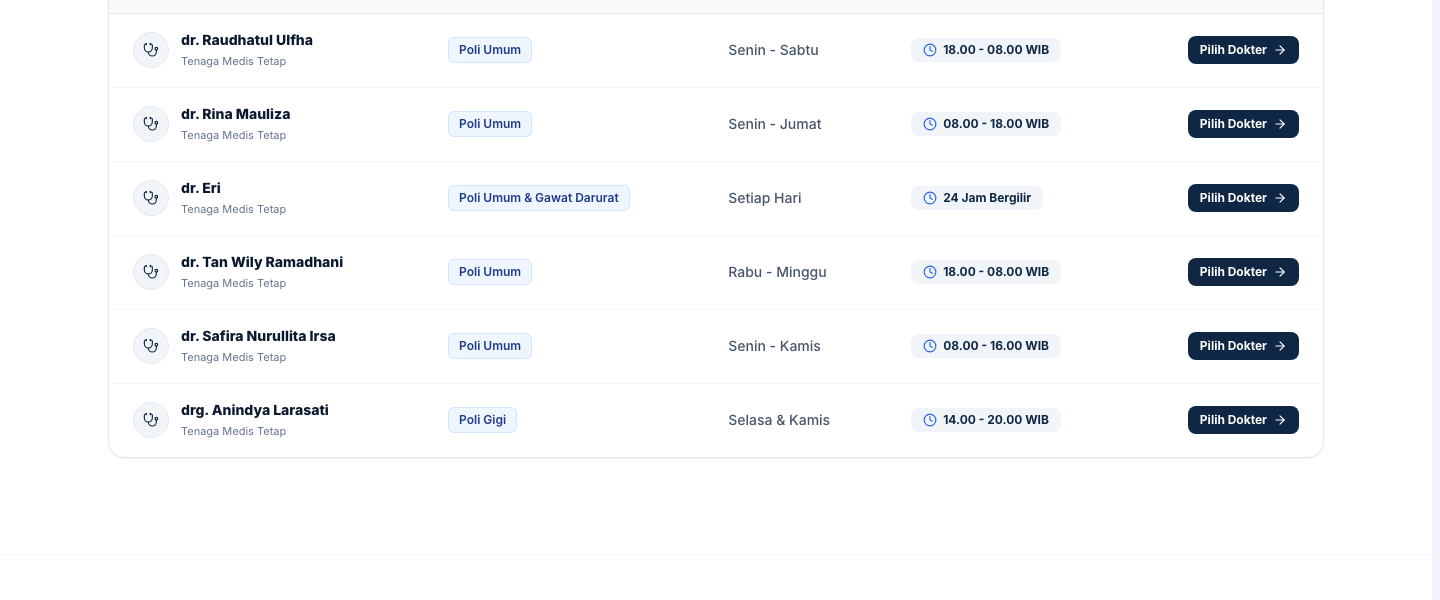 dr. Raudhatul Ulfha
Tenaga Medis Tetap
Poli Umum
Senin - Sabtu
18.00 - 08.00 WIB
Pilih Dokter
dr. Rina Mauliza
Tenaga Medis Tetap
Poli Umum
Senin - Jumat
08.00 - 18.00 WIB
Pilih Dokter
dr. Eri
Tenaga Medis Tetap
Poli Umum & Gawat Darurat
Setiap Hari
24 Jam Bergilir
Pilih Dokter
dr. Tan Wily Ramadhani
Tenaga Medis Tetap
Poli Umum
Rabu - Minggu
18.00 - 08.00 WIB
Pilih Dokter
dr. Safira Nurullita Irsa
Tenaga Medis Tetap
Poli Umum
Senin - Kamis
08.00 - 16.00 WIB
Pilih Dokter
drg. Anindya Larasati
Tenaga Medis Tetap
Poli Gigi
Selasa & Kamis
14.00 - 20.00 WIB
Pilih Dokter